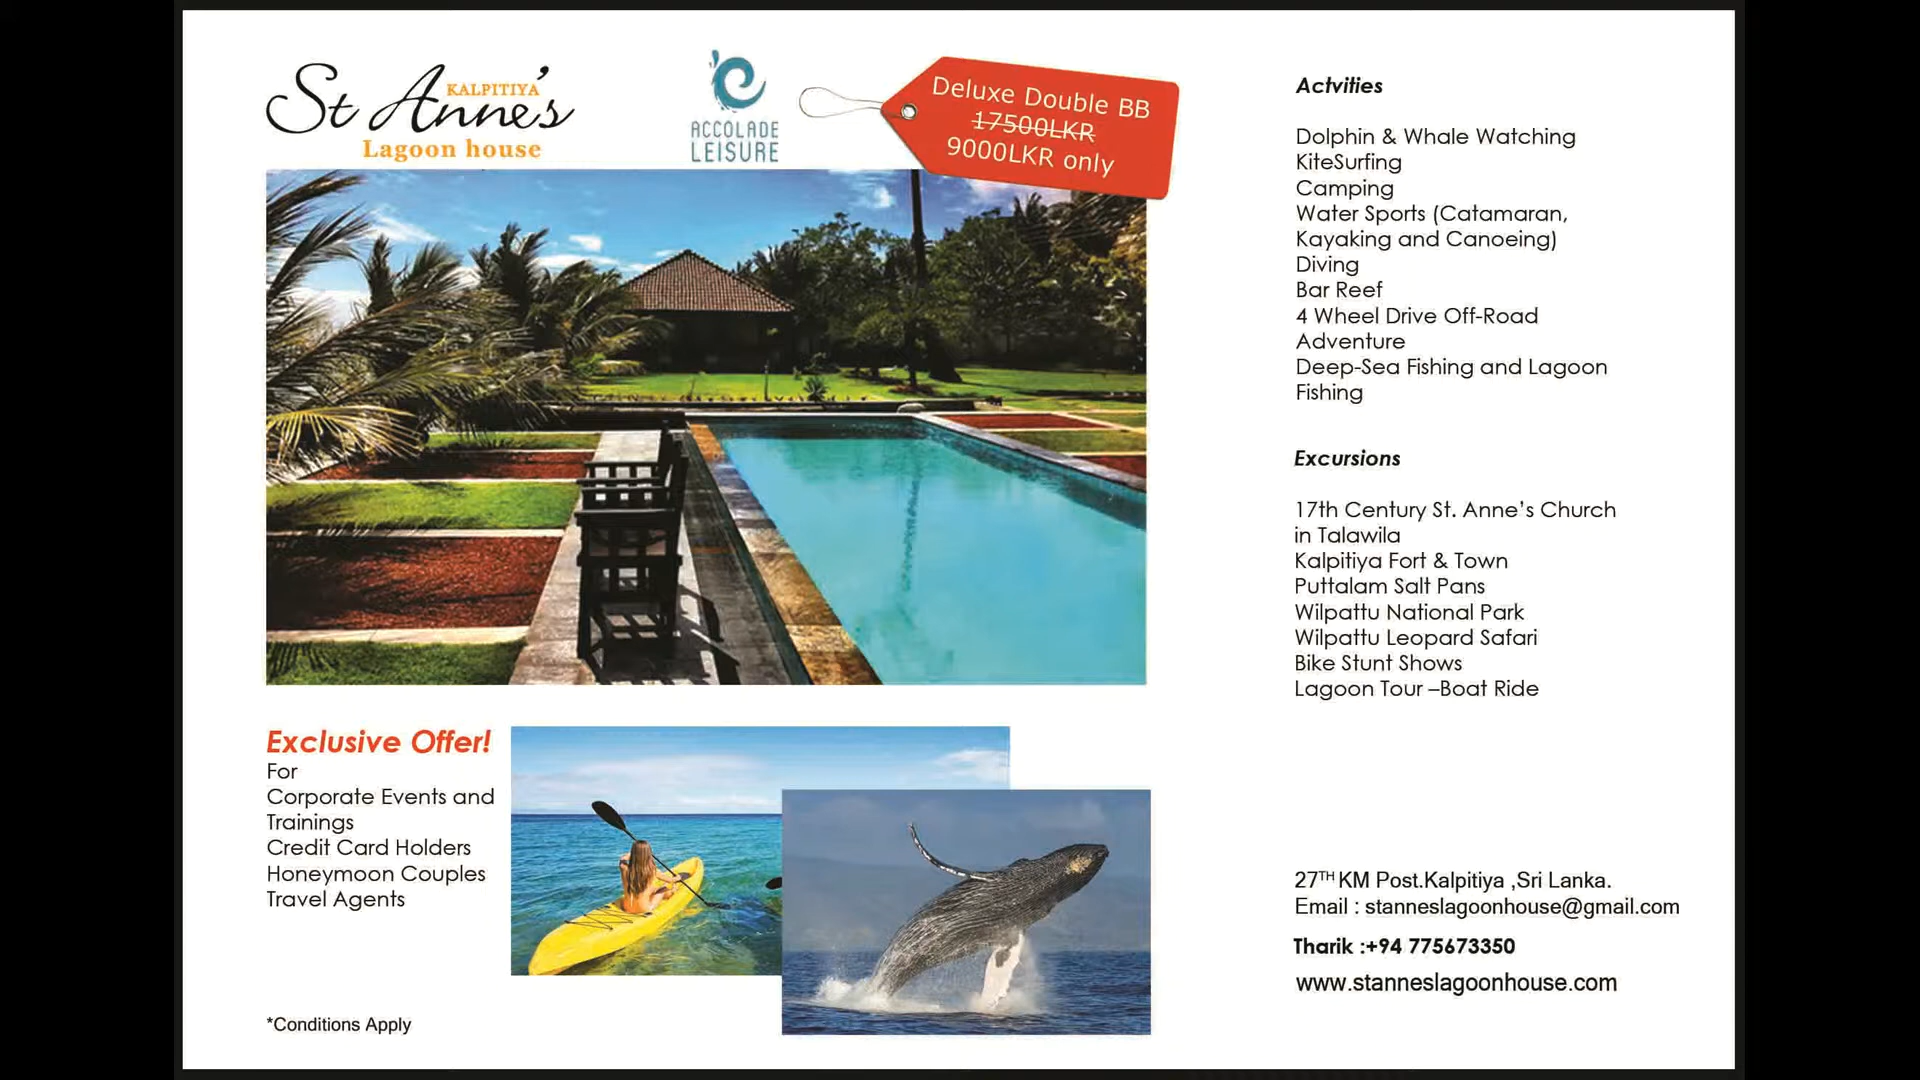 St Anne's
KALPITIYA
Lagoon house
ACCOLADE
LEISURE
Deluxe Double BB
17500LKR
9000LKR only
Actvities
Dolphin & Whale Watching
KiteSurfing
Camping
Water Sports (Catamaran,
Kayaking and Canoeing)
Diving
Bar Reef
4 Wheel Drive Off-Road
Adventure
Deep-Sea Fishing and Lagoon
Fishing
Excursions
17th Century St. Anne’s Church
in Talawila
Kalpitiya Fort & Town
Puttalam Salt Pans
Wilpattu National Park
Wilpattu Leopard Safari
Bike Stunt Shows
Lagoon Tour –Boat Ride
Exclusive Offer!
For
Corporate Events and
Trainings
Credit Card Holders
Honeymoon Couples
Travel Agents
*Conditions Apply
27TH KM Post.Kalpitiya ,Sri Lanka.
Email : stanneslagoonhouse@gmail.com
Tharik :+94 775673350
www.stanneslagoonhouse.com